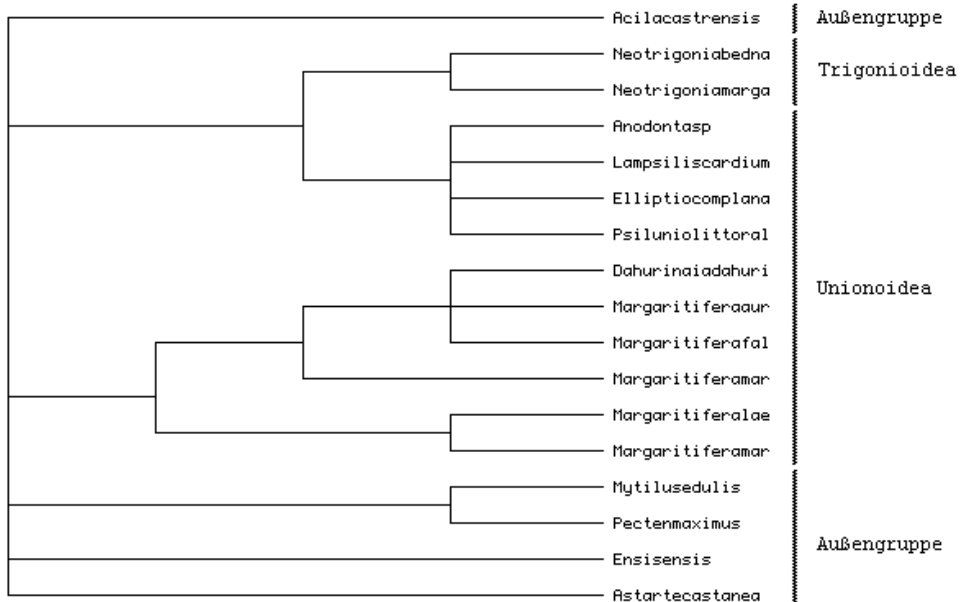 Acilacastrensis Außengruppe
Neotrigoniabedna
Trigonioidea
Neotrigoniamarga
Anodontasp
Lampsiliscardium
Elliptiocomplana
Psiluniolittoral
Dahurinaiadahuri
Unionoidea
Margaritiferaaur
Margaritiferafal
Margaritiferamar
Margaritiferalae
Margaritiferamar
Mytilusedulis
Pectenmaximus
Außengruppe
Ensisensis
Astartecastanea